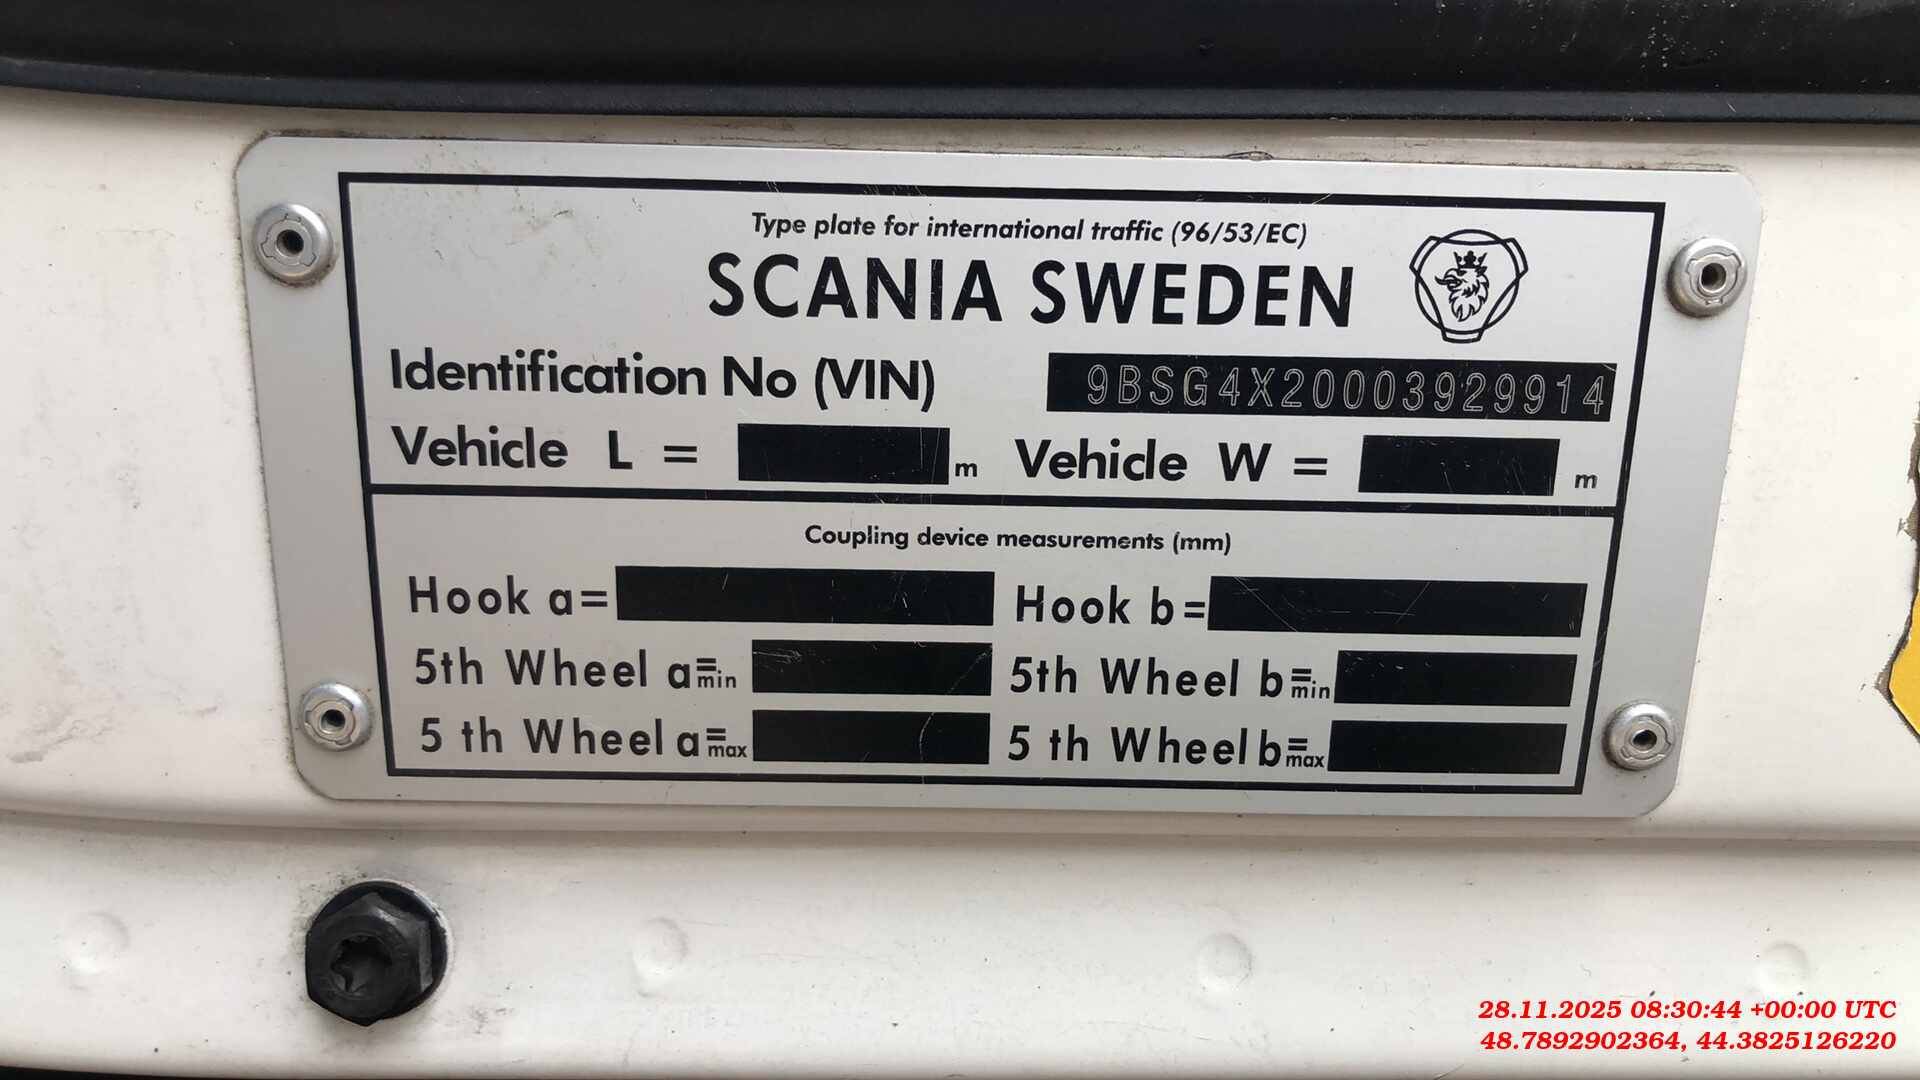 Type plate for international traffic (96/53/EC)
SCANIA SWEDEN
Identification No (VIN) 9BSG4X20003929914
Vehicle L = m Vehicle W = m
Coupling device measurements (mm)
Hook a= Hook b=
5th Wheel a=min 5th Wheel b=min
5 th Wheel a=max 5 th Wheel b=max
28.11.2025 08:30:44 +00:00 UTC
48.7892902364, 44.3825126220